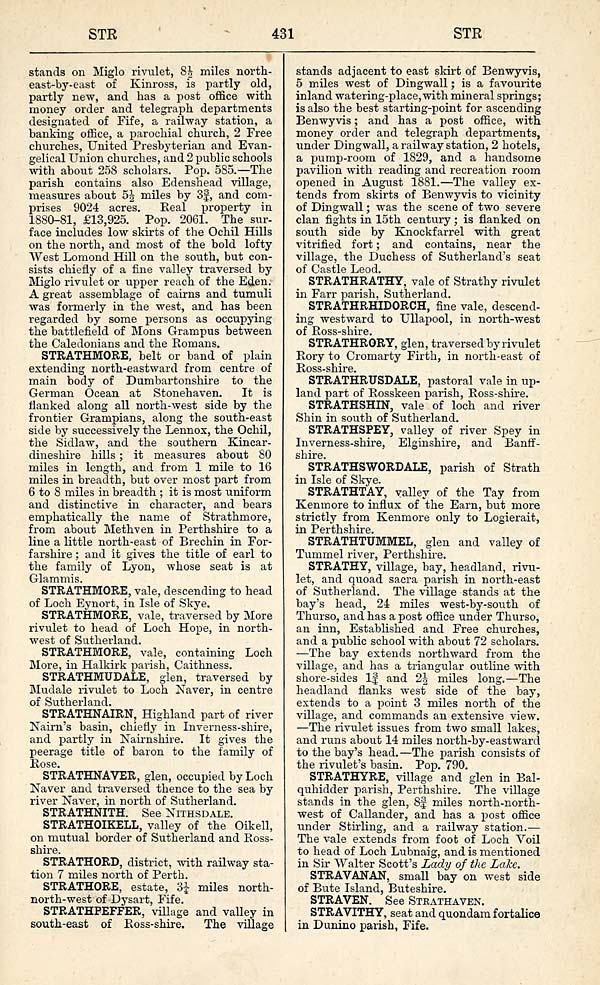 STR 431 STR
stands on Miglo rivulet, 8½ miles north-
east-by-east of Kinross, is partly old,
partly new, and has a post office with
money order and telegraph departments
designated of Fife, a railway station, a
banking office, a parochial church, 2 Free
churches, United Presbyterian and Evan-
gelical Union churches, and 2 public schools
with about 258 scholars. Pop. 585.—The
parish contains also Edenshead village,
measures about 5½ miles by 3¾, and com-
prises 9024 acres. Real property in
1880-81, £13,925. Pop. 2061. The sur-
face includes low skirts of the Ochil Hills
on the north, and most of the bold lofty
West Lomond Hill on the south, but con-
sists chiefly of a fine valley traversed by
Miglo rivulet or upper reach of the Eden.
A great assemblage of cairns and tumuli
was formerly in the west, and has been
regarded by some persons as occupying
the battlefield of Mons Grampus between
the Caledonians and the Romans.
STRATHMORE, belt or band of plain
extending north-eastward from centre of
main body of Dumbartonshire to the
German Ocean at Stonehaven. It is
flanked along all north-west side by the
frontier Grampians, along the south-east
side by successively the Lennox, the Ochil,
the Sidlaw, and the southern Kincar-
dineshire hills; it measures about 80
miles in length, and from 1 mile to 16
miles in breadth, but over most part from
6 to 8 miles in breadth; it is most uniform
and distinctive in character, and bears
emphatically the name of Strathmore,
from about Methven in Perthshire to a
line a little north-east of Brechin in For-
farshire; and it gives the title of earl to
the family of Lyon, whose seat is at
Glammis.
STRATHMORE, vale, descending to head
of Loch Eynort, in Isle of Skye.
STRATHMORE, vale, traversed by More
rivulet to head of Loch Hope, in north-
west of Sutherland.
STRATHMORE, vale, containing Loch
More, in Halkirk parish, Caithness.
STRATHMUDALE, glen, traversed by
Mudale rivulet to Loch Naver, in centre
of Sutherland.
STRATHNAIRN, Highland part of river
Nairn's basin, chiefly in Inverness-shire,
and partly in Nairnshire. It gives the
peerage title of baron to the family of
Rose.
STRATHNAVER, glen, occupied by Loch
Naver and traversed thence to the sea by
river Naver, in north of Sutherland.
STRATHNITH. See NITHSDALE.
STRATHOIKELL, valley of the Oikell,
on mutual border of Sutherland and Ross-
shire.
STRATHORD, district, with railway sta-
tion 7 miles north of Perth.
STRATHORE, estate, 3¼ miles north-
north-west of Dysart, Fife.
STRATHPEFFER, village and valley in
south-east of Ross-shire. The village
stands adjacent to east skirt of Benwyvis,
5 miles west of Dingwall; is a favourite
inland watering-place, with mineral springs;
is also the best starting-point for ascending
Benwyvis; and has a post office, with
money order and telegraph departments,
under Dingwall, a railway station, 2 hotels,
a pump-room of 1829, and a handsome
pavilion with reading and recreation room
opened in August 1881.—The valley ex-
tends from skirts of Benwyvis to vicinity
of Dingwall; was the scene of two severe
clan fights in 15th century; is flanked on
south side by Knockfarrel with great
vitrified fort; and contains, near the
village, the Duchess of Sutherland's seat
of Castle Leod.
STRATHRATHY, vale of Strathy rivulet
in Farr parish, Sutherland.
STRATHRHIDORCH, fine vale, descend-
ing westward to Ullapool, in north-west
of Ross-shire.
STRATHRORY, glen, traversed by rivulet
Rory to Cromarty Firth, in north-east of
Ross-shire.
STRATHRUSDALE, pastoral vale in up-
land part of Rosskeen parish, Ross-shire.
STRATHSHIN, vale of loch and river
Shin in south of Sutherland.
STRATHSPEY, valley of river Spey in
Inverness-shire, Elginshire, and Banff-
shire.
STRATHSWORDALE, parish of Strath
in Isle of Skye.
STRATHTAY, valley of the Tay from
Kenmore to influx of the Earn, but more
strictly from Kenmore only to Logierait,
in Perthshire.
STRATHTUMMEL, glen and valley of
Tummel river, Perthshire.
STRATHY, village, bay, headland, rivu-
let, and quoad sacra parish in north-east
of Sutherland. The village stands at the
bay's head, 24 miles west-by-south of
Thurso, and has a post office under Thurso,
an inn, Established and Free churches,
and a public school with about 72 scholars.
—The bay extends northward from the
village, and has a triangular outline with
shore-sides 1¾ and 2½ miles long.—The
headland flanks west side of the bay,
extends to a point 3 miles north of the
village, and commands an extensive view.
—The rivulet issues from two small lakes,
and runs about 14 miles north-by-eastward
to the bay's head.—The parish consists of
the rivulet's basin. Pop. 790.
STRATHYRE, village and glen in Bal-
quhidder parish, Perthshire. The village
stands in the glen, 8¾ miles north-north-
west of Callander, and has a post office
under Stirling, and a railway station.—
The vale extends from foot of Loch Voil
to head of Loch Lubnaig, and is mentioned
in Sir Walter Scott's Lady of the Lake.
STRAVANAN, small bay on west side
of Bute Island, Buteshire.
STRAVEN. See STRATHAVEN.
STRAVITHY, seat and quondam fortalice
in Dunino parish, Fife.